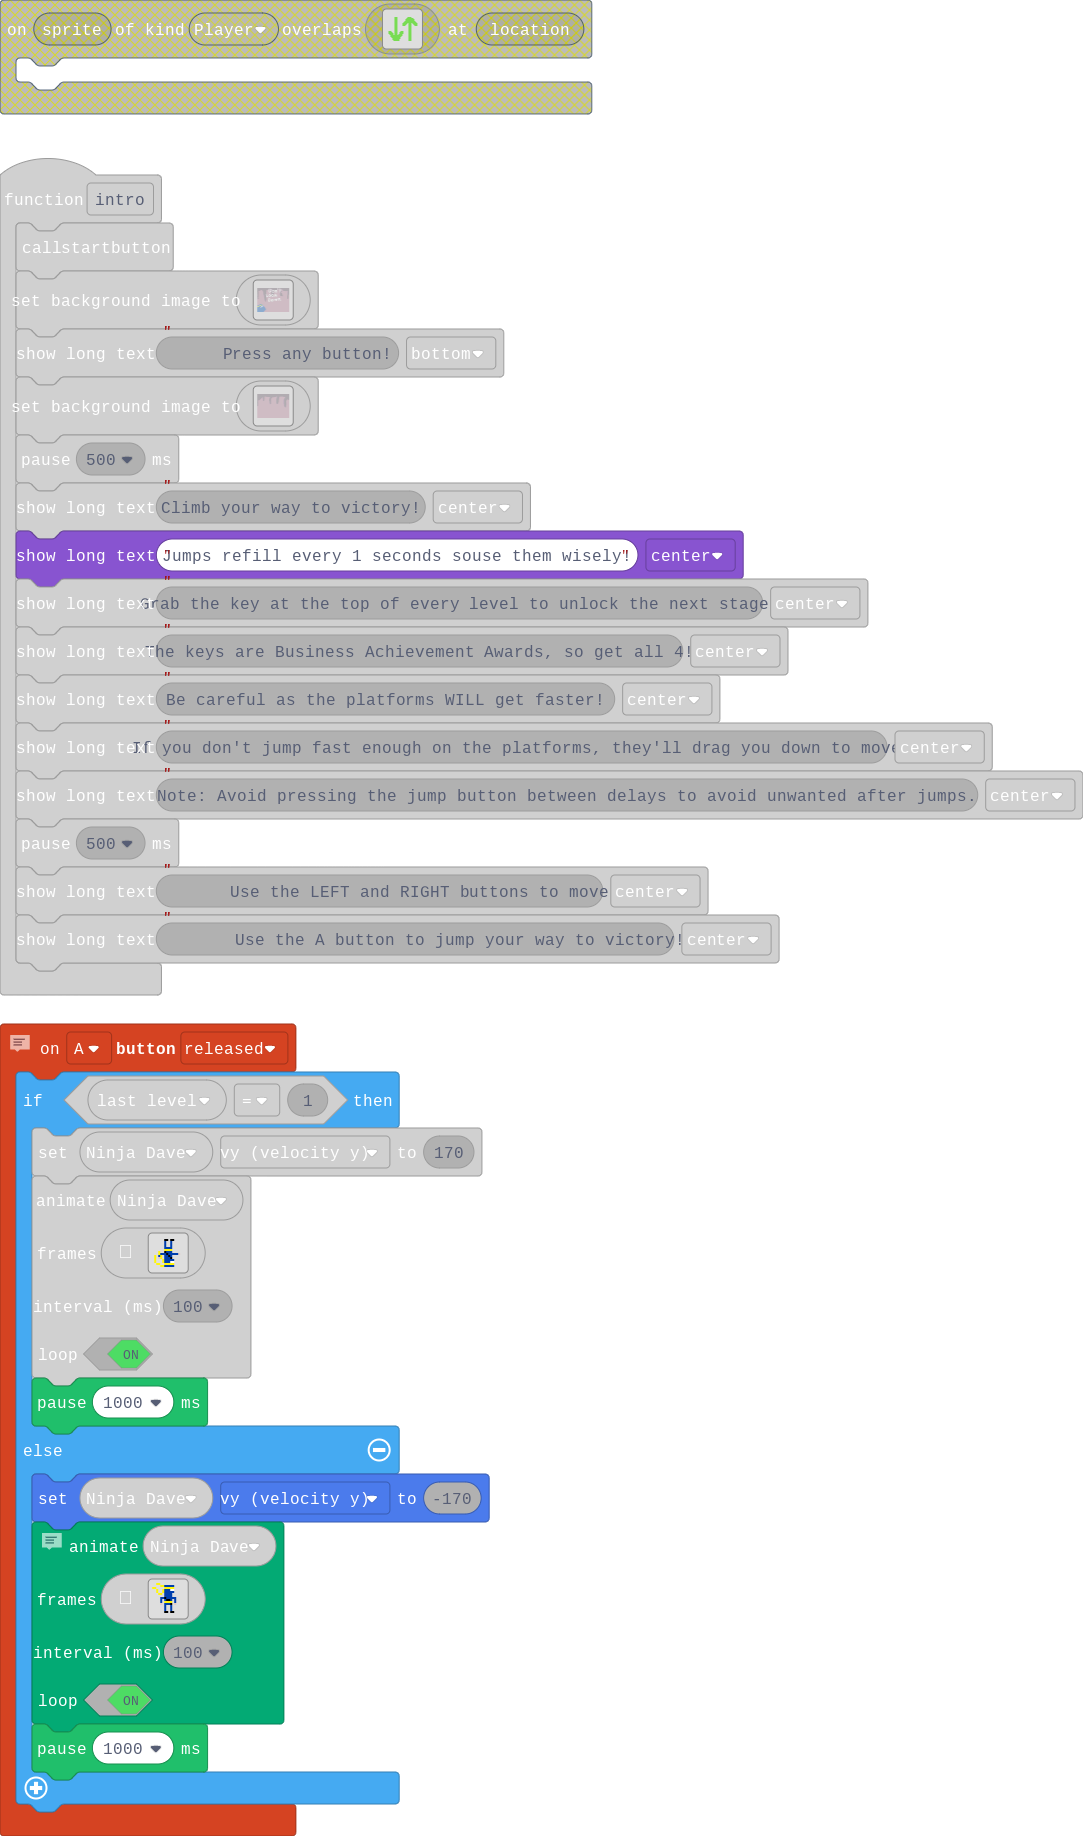 on sprite of kind Player overlaps at location
function intro
call startbutton
set background image to
show long text " Press any button! bottom
set background image to
pause 500 ms
show long text "Climb your way to victory! center
show long text "Jumps refill every 1 seconds souse them wisely!" center
show long text "Grab the key at the top of every level to unlock the next stage center
show long text "The keys are Business Achievement Awards, so get all 4! center
show long text "Be careful as the platforms WILL get faster! center
show long text "If you don't jump fast enough on the platforms, they'll drag you down to move center
show long text "Note: Avoid pressing the jump button between delays to avoid unwanted after jumps. center
pause 500 ms
show long text " Use the LEFT and RIGHT buttons to move center
show long text " Use the A button to jump your way to victory! center
on A button released
if last level = 1 then
set Ninja Dave vy (velocity y) to 170
animate Ninja Dave
frames
interval (ms) 100
loop ON
pause 1000 ms
else
set Ninja Dave vy (velocity y) to -170
animate Ninja Dave
frames
interval (ms) 100
loop ON
pause 1000 ms